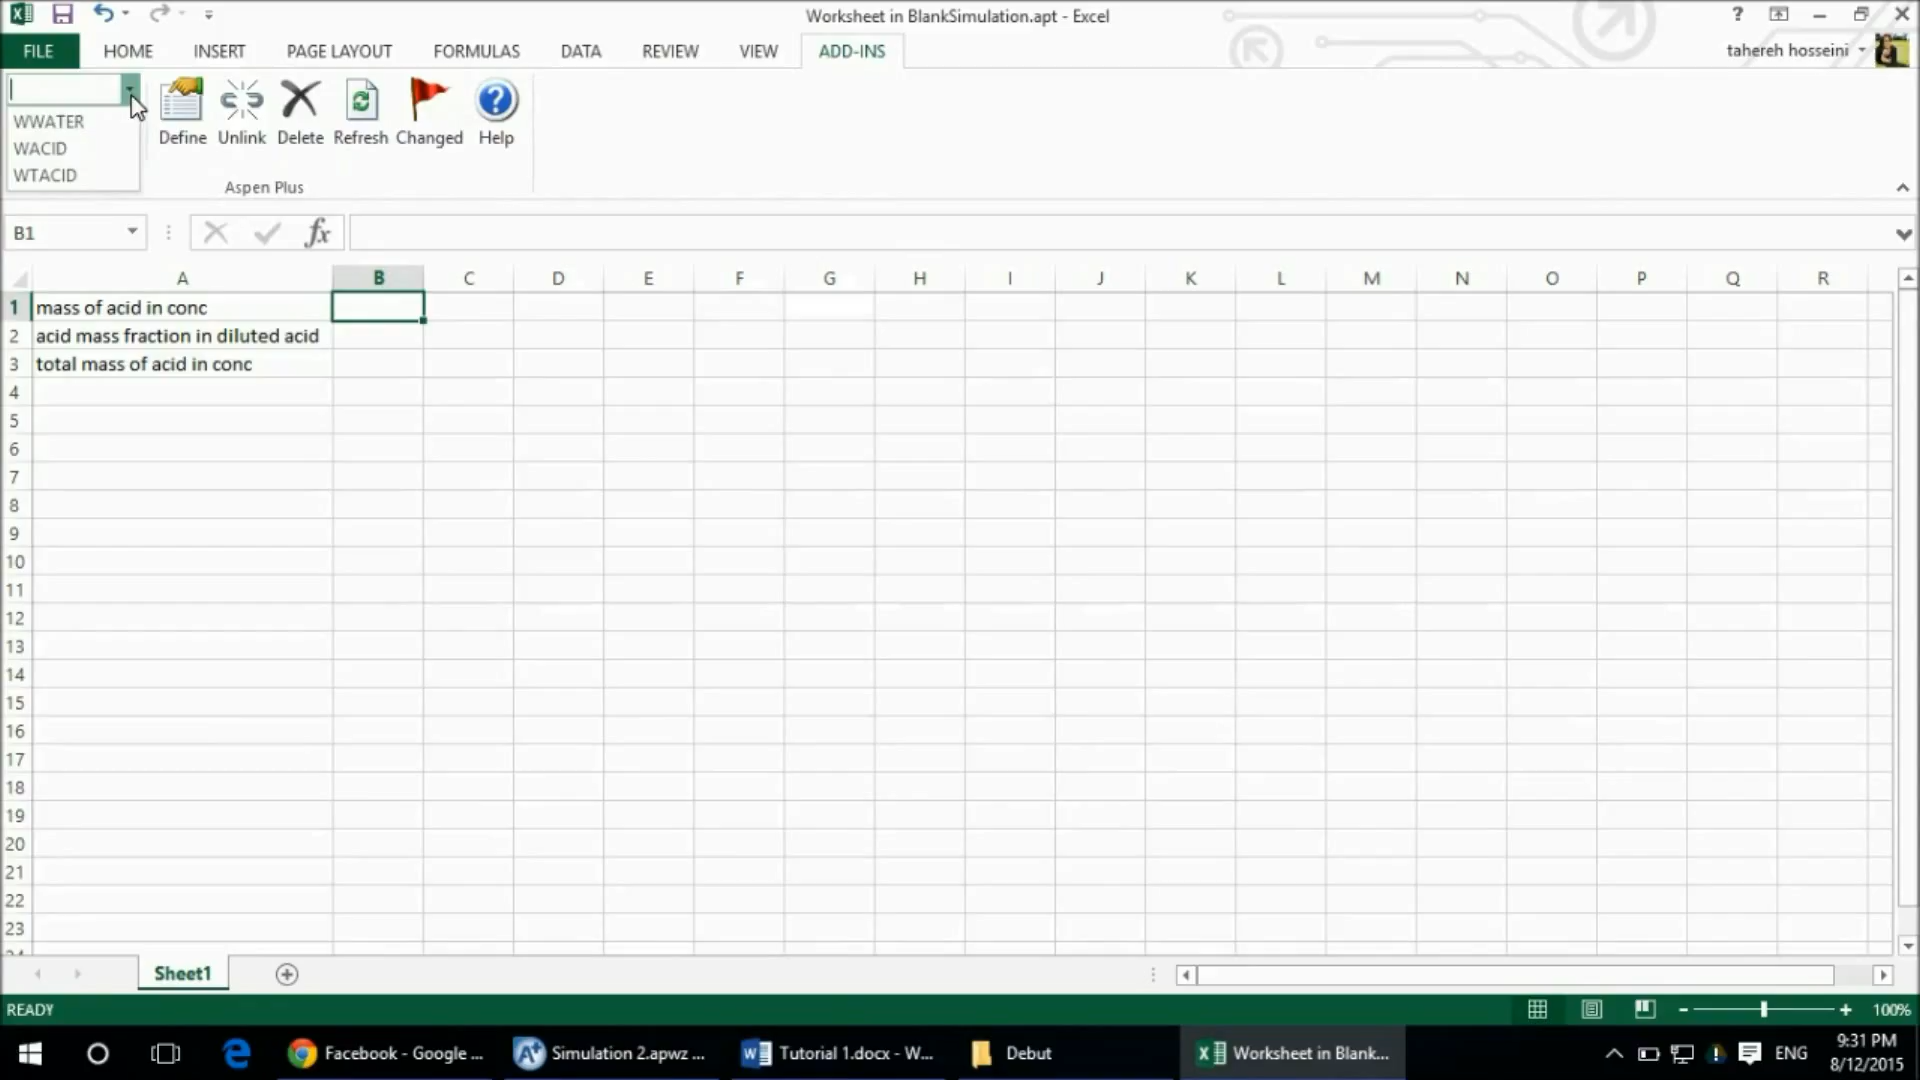 Worksheet in BlankSimulation.apt - Excel
?
FILE HOME INSERT PAGE LAYOUT FORMULAS DATA REVIEW VIEW ADD-INS tahereh hosseini
WWATER
WACID
WTACID
Define Unlink Delete Refresh Changed Help
Aspen Plus
B1 fx
A B C D E F G H I J K L M N O P Q R
1 mass of acid in conc
2 acid mass fraction in diluted acid
3 total mass of acid in conc
4
5
6
7
8
9
10
11
12
13
14
15
16
17
18
19
20
21
22
23
Sheet1
READY 100%
Facebook - Google ... Simulation 2.apwz ... Tutorial 1.docx - W... Debut Worksheet in Blank... ENG
9:31 PM
8/12/2015